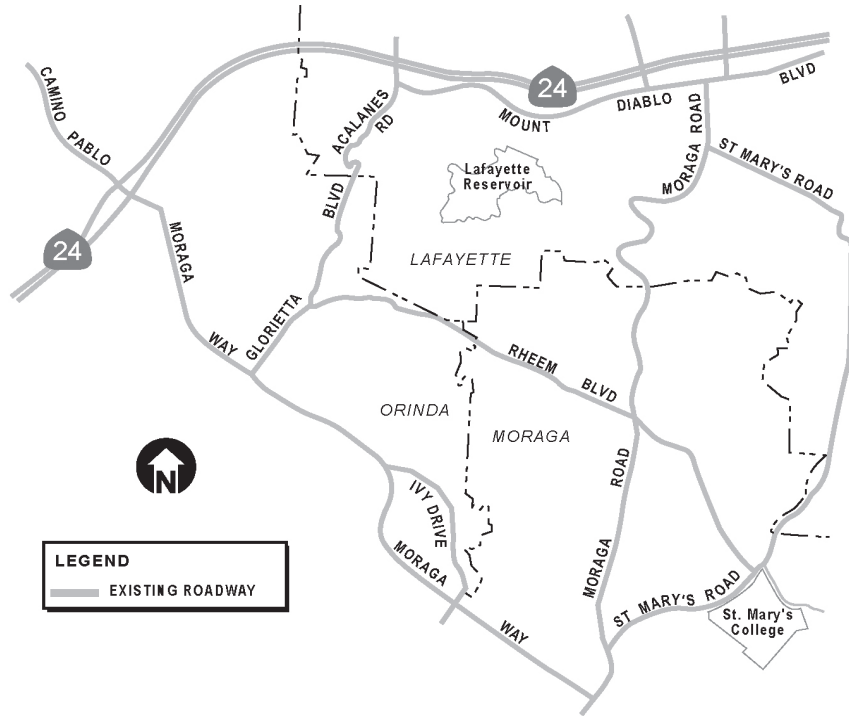 24
CAMINO
PABLO
ACALANES
RD
MOUNT
DIABLO
BLVD
MORAGA ROAD
ST MARY'S ROAD
Lafayette
Reservoir
BLVD
24
MORAGA
LAFAYETTE
GLORIETTA
WAY
RHEEM
BLVD
ORINDA
MORAGA
N
ROAD
IVY DRIVE
MORAGA
MORAGA
LEGEND
EXISTING ROADWAY
ST MARY'S ROAD
St. Mary's
College
WAY